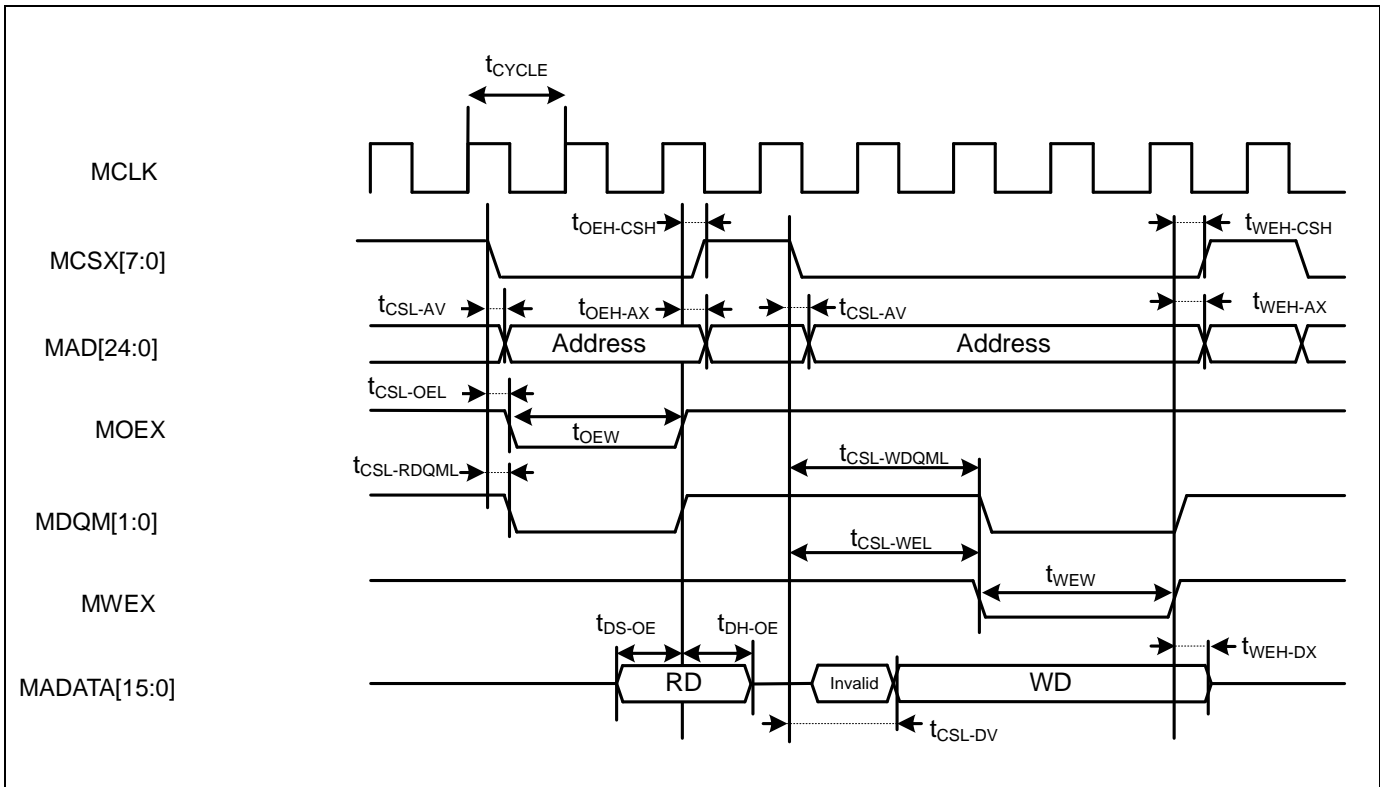 tCYCLE
MCLK
tOEH-CSH
tWEH-CSH
MCSX[7:0]
tCSL-AV
tOEH-AX
tCSL-AV
tWEH-AX
MAD[24:0]
Address
Address
tCSL-OEL
MOEX
tOEW
tCSL-RDQML
tCSL-WDQML
MDQM[1:0]
tCSL-WEL
tWEW
MWEX
tDS-OE
tDH-OE
tWEH-DX
MADATA[15:0]
RD
Invalid
WD
tCSL-DV